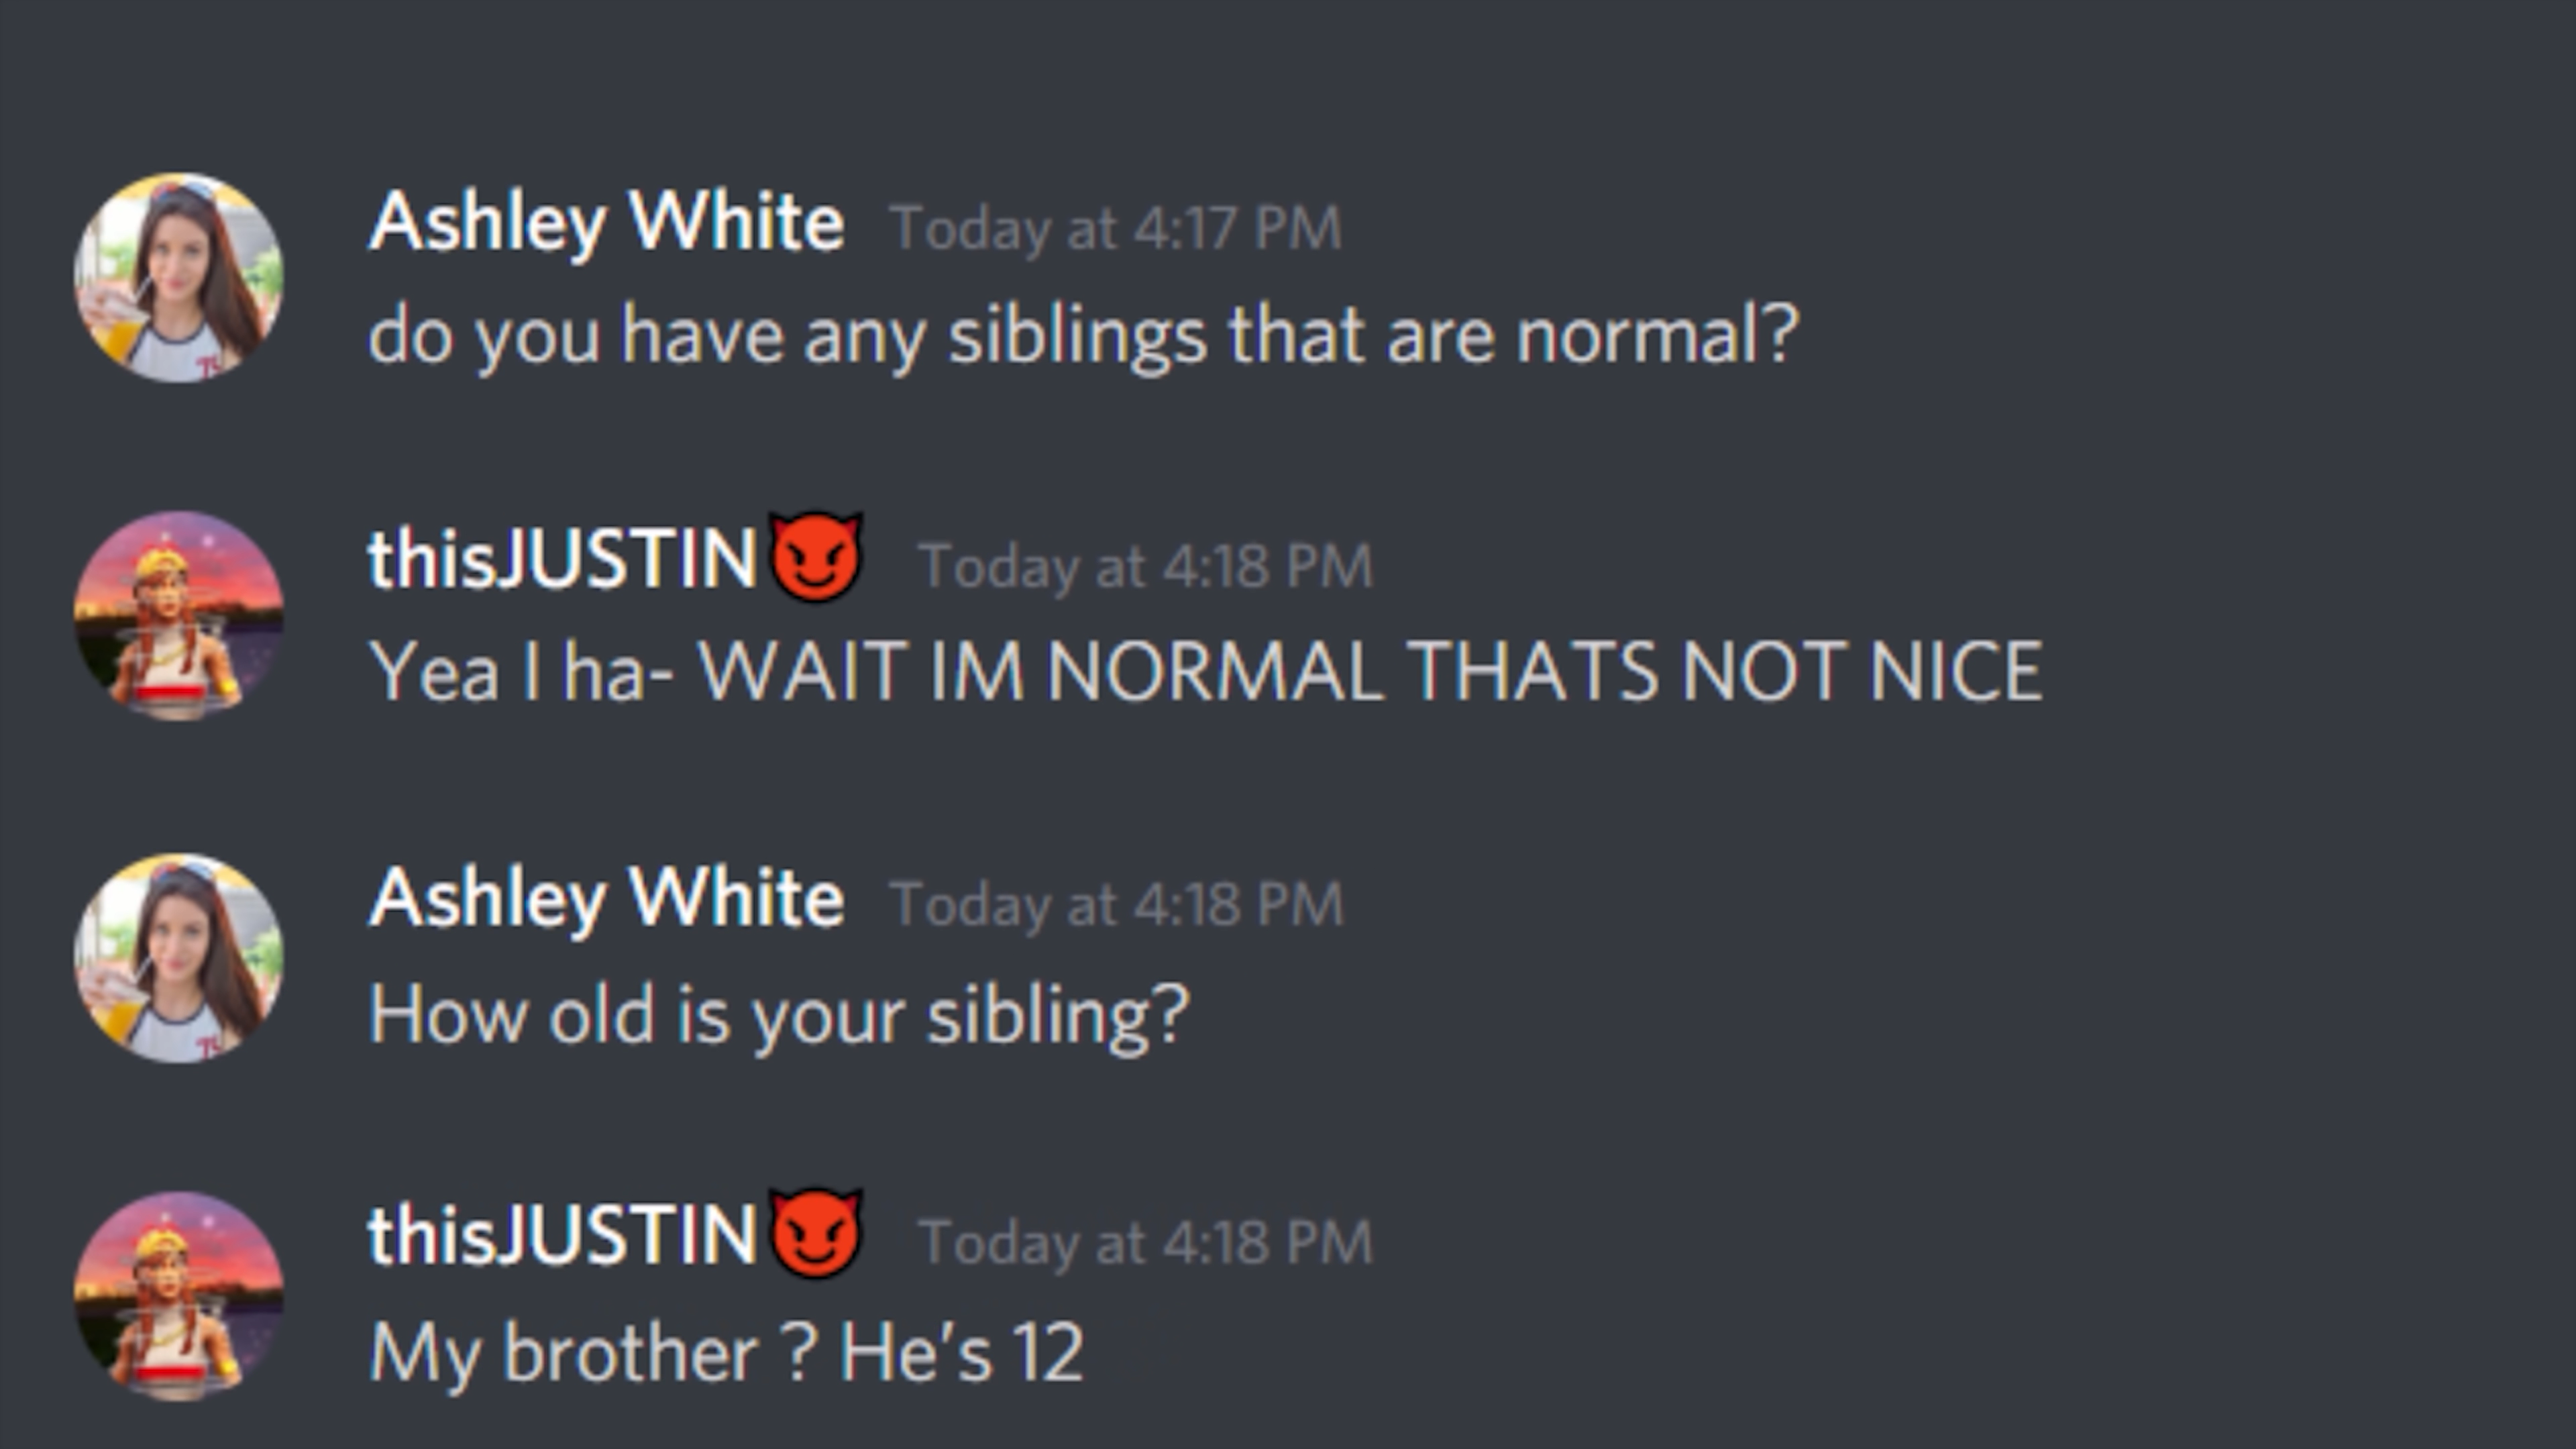 Ashley White Today at 4:17 PM
do you have any siblings that are normal?
thisJUSTIN😈 Today at 4:18 PM
Yea I ha- WAIT IM NORMAL THATS NOT NICE
Ashley White Today at 4:18 PM
How old is your sibling?
thisJUSTIN😈 Today at 4:18 PM
My brother ? He's 12